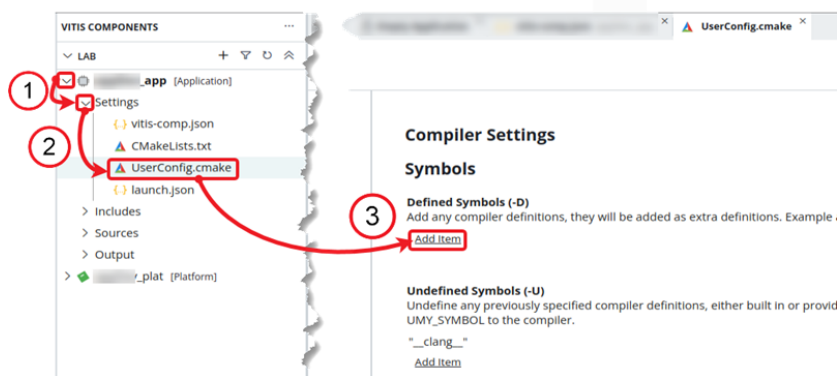 VITIS COMPONENTS
...
UserConfig.cmake
LAB
_app [Application]
1
Settings
vitis-comp.json
2
CMakeLists.txt
UserConfig.cmake
launch.json
Includes
Sources
Output
_plat [Platform]
Compiler Settings
Symbols
Defined Symbols (-D)
3
Add any compiler definitions, they will be added as extra definitions. Example
Add Item
Undefined Symbols (-U)
Undefine any previously specified compiler definitions, either built in or provid
UMY_SYMBOL to the compiler.
"__clang__"
Add Item